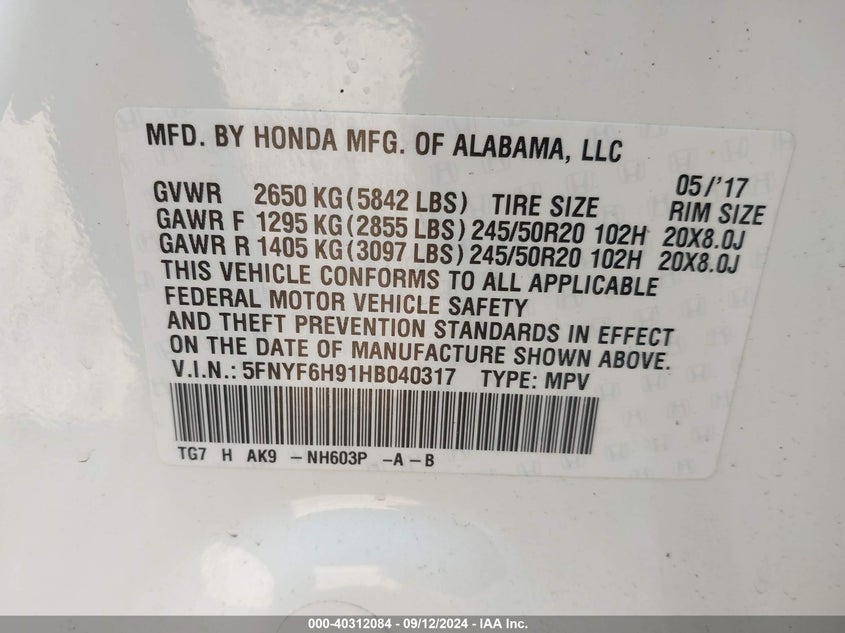 MFD. BY HONDA MFG. OF ALABAMA, LLC
05/'17
GVWR 2650 KG(5842 LBS) TIRE SIZE RIM SIZE
GAWR F 1295 KG(2855 LBS) 245/50R20 102H 20X8.0J
GAWR R 1405 KG(3097 LBS) 245/50R20 102H 20X8.0J
THIS VEHICLE CONFORMS TO ALL APPLICABLE
FEDERAL MOTOR VEHICLE SAFETY
AND THEFT PREVENTION STANDARDS IN EFFECT
ON THE DATE OF MANUFACTURE SHOWN ABOVE.
V.I.N.: 5FNYF6H91HB040317 TYPE: MPV
TG7 H AK9 -NH603P -A-B
000-40312084 - 09/12/2024 - IAA Inc.